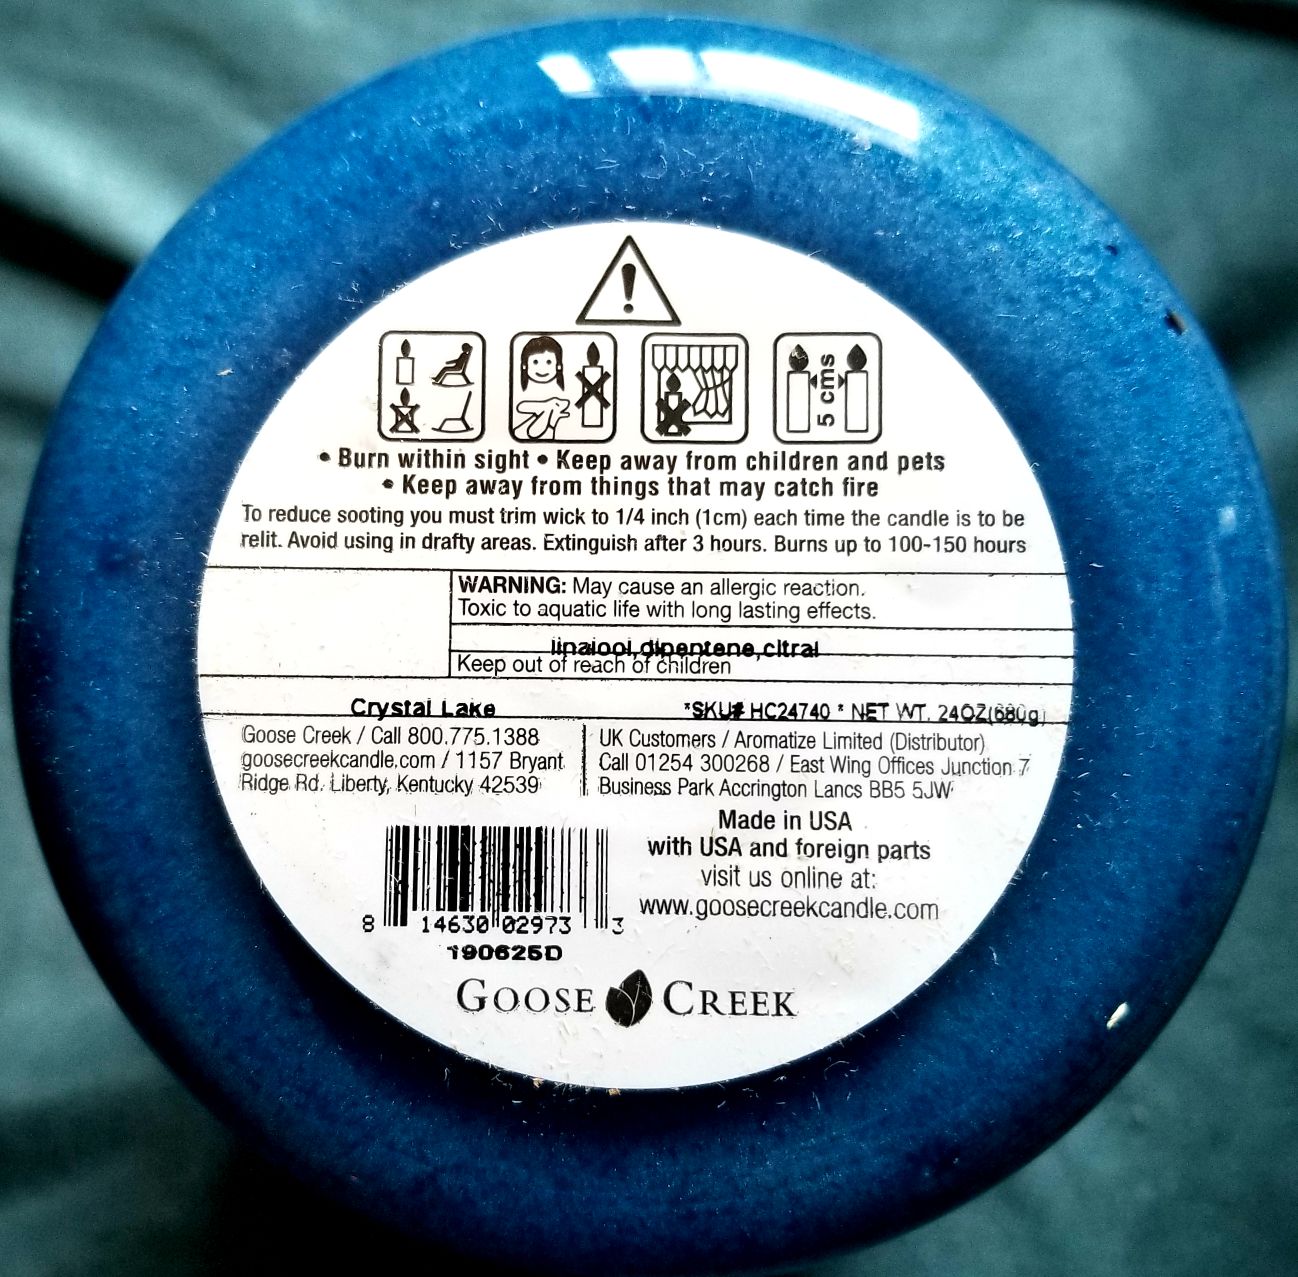 !
5 cms
• Burn within sight • Keep away from children and pets
• Keep away from things that may catch fire
To reduce sooting you must trim wick to 1/4 inch (1cm) each time the candle is to be
relit. Avoid using in drafty areas. Extinguish after 3 hours. Burns up to 100-150 hours
WARNING: May cause an allergic reaction.
Toxic to aquatic life with long lasting effects.
linalool,dipentene,citral
Keep out of reach of children
Crystal Lake *SKU# HC24740 * NET WT. 24OZ(680g)
Goose Creek / Call 800.775.1388
goosecreekcandle.com / 1157 Bryant
Ridge Rd. Liberty, Kentucky 42539
UK Customers / Aromatize Limited (Distributor)
Call 01254 300268 / East Wing Offices Junction 7
Business Park Accrington Lancs BB5 5JW
Made in USA
with USA and foreign parts
visit us online at:
www.goosecreekcandle.com
8 14630 02973 3
190625D
GOOSE CREEK